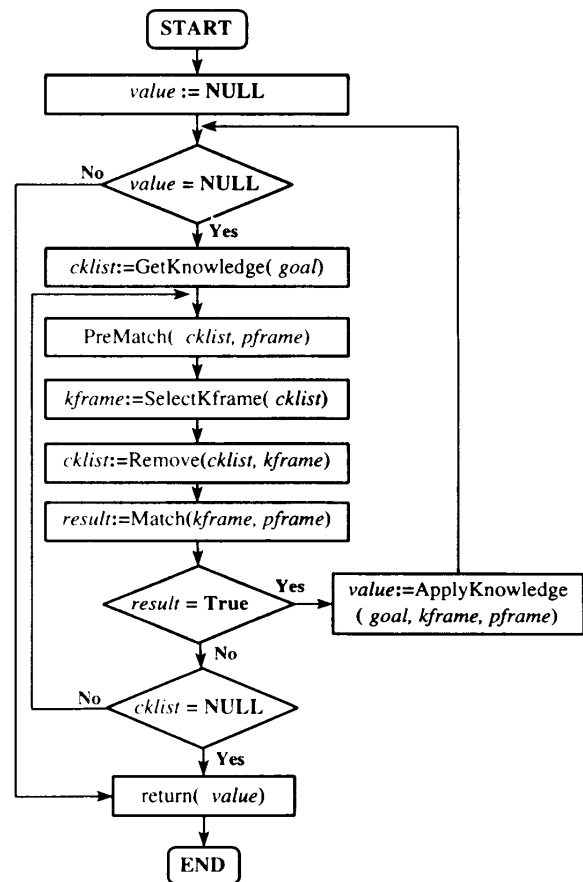 START
value := NULL
No
value = NULL
Yes
cklist:=GetKnowledge( goal)
PreMatch( cklist, pframe)
kframe:=SelectKframe( cklist)
cklist:=Remove(cklist, kframe)
result:=Match(kframe, pframe)
result = True
Yes
value:=ApplyKnowledge
( goal, kframe, pframe)
No
No
cklist = NULL
Yes
return( value)
END